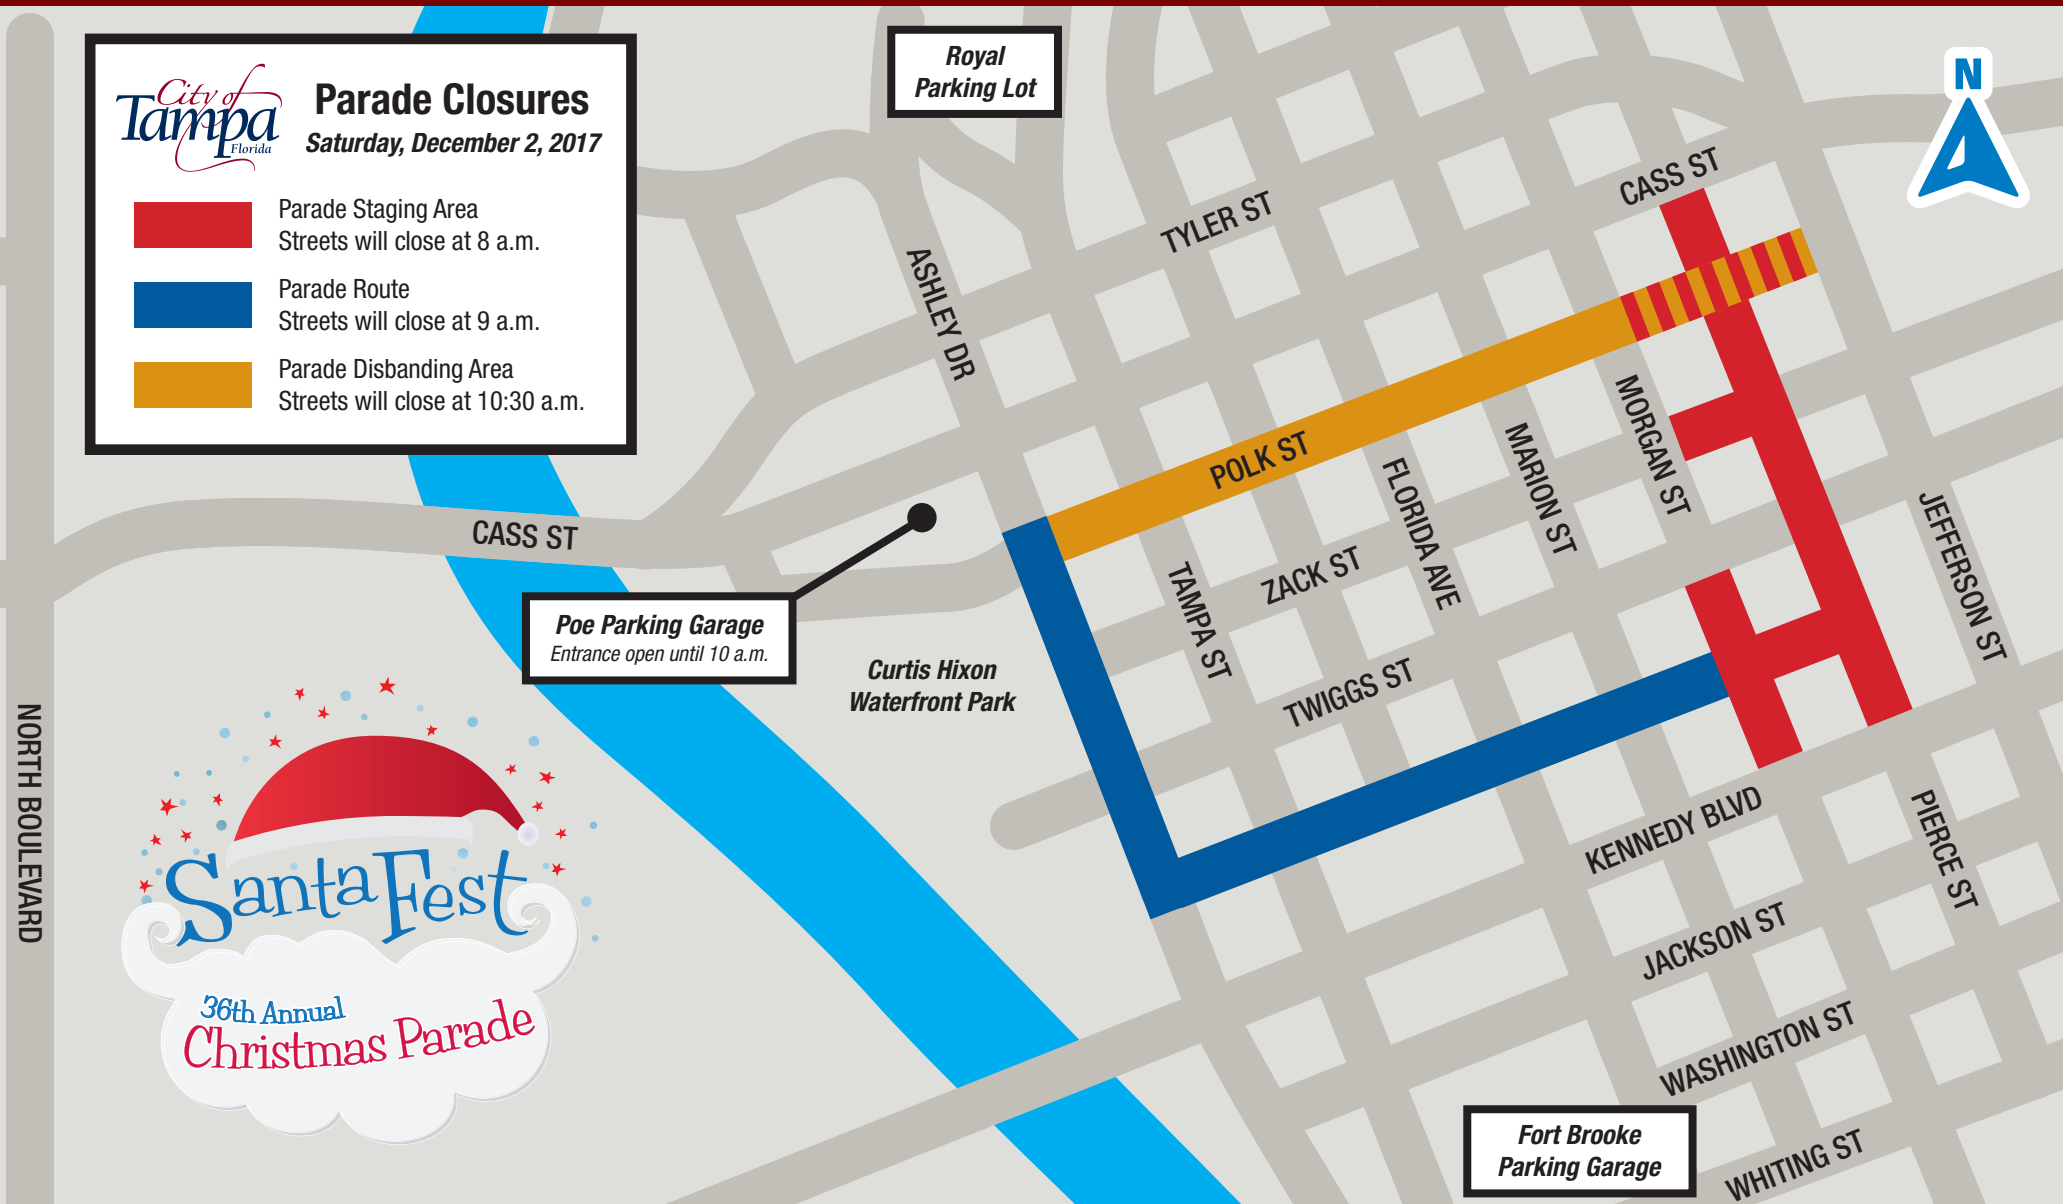 City of
Tampa
Florida
Parade Closures
Saturday, December 2, 2017
Parade Staging Area
Streets will close at 8 a.m.
Parade Route
Streets will close at 9 a.m.
Parade Disbanding Area
Streets will close at 10:30 a.m.
Royal
Parking Lot
N
CASS ST
TYLER ST
ASHLEY DR
POLK ST
MORGAN ST
MARION ST
FLORIDA AVE
JEFFERSON ST
CASS ST
ZACK ST
TAMPA ST
Poe Parking Garage
Entrance open until 10 a.m.
Curtis Hixon
Waterfront Park
TWIGGS ST
NORTH BOULEVARD
KENNEDY BLVD
PIERCE ST
JACKSON ST
WASHINGTON ST
WHITING ST
Santa Fest
36th Annual
Christmas Parade
Fort Brooke
Parking Garage